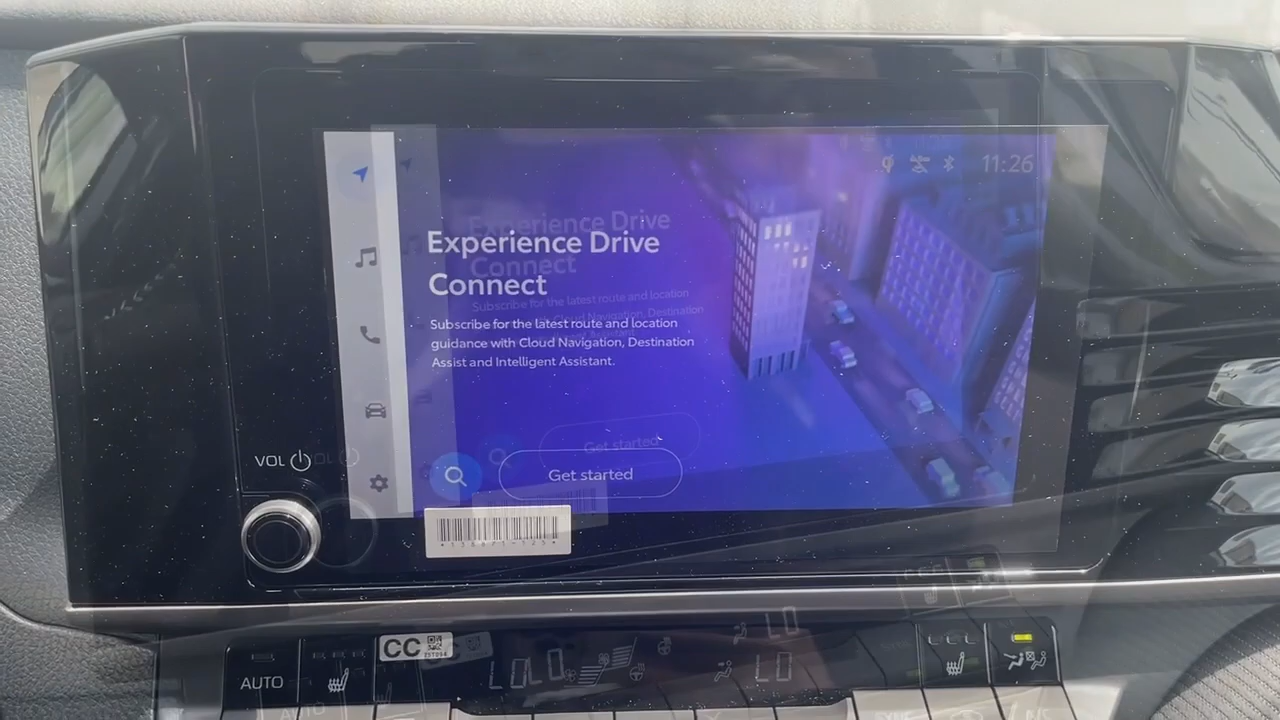 11:26
Experience Drive
Connect
Subscribe for the latest route and location
guidance with Cloud Navigation, Destination
Assist and Intelligent Assistant.
VOL
Get started
CC
LO
LO
AUTO